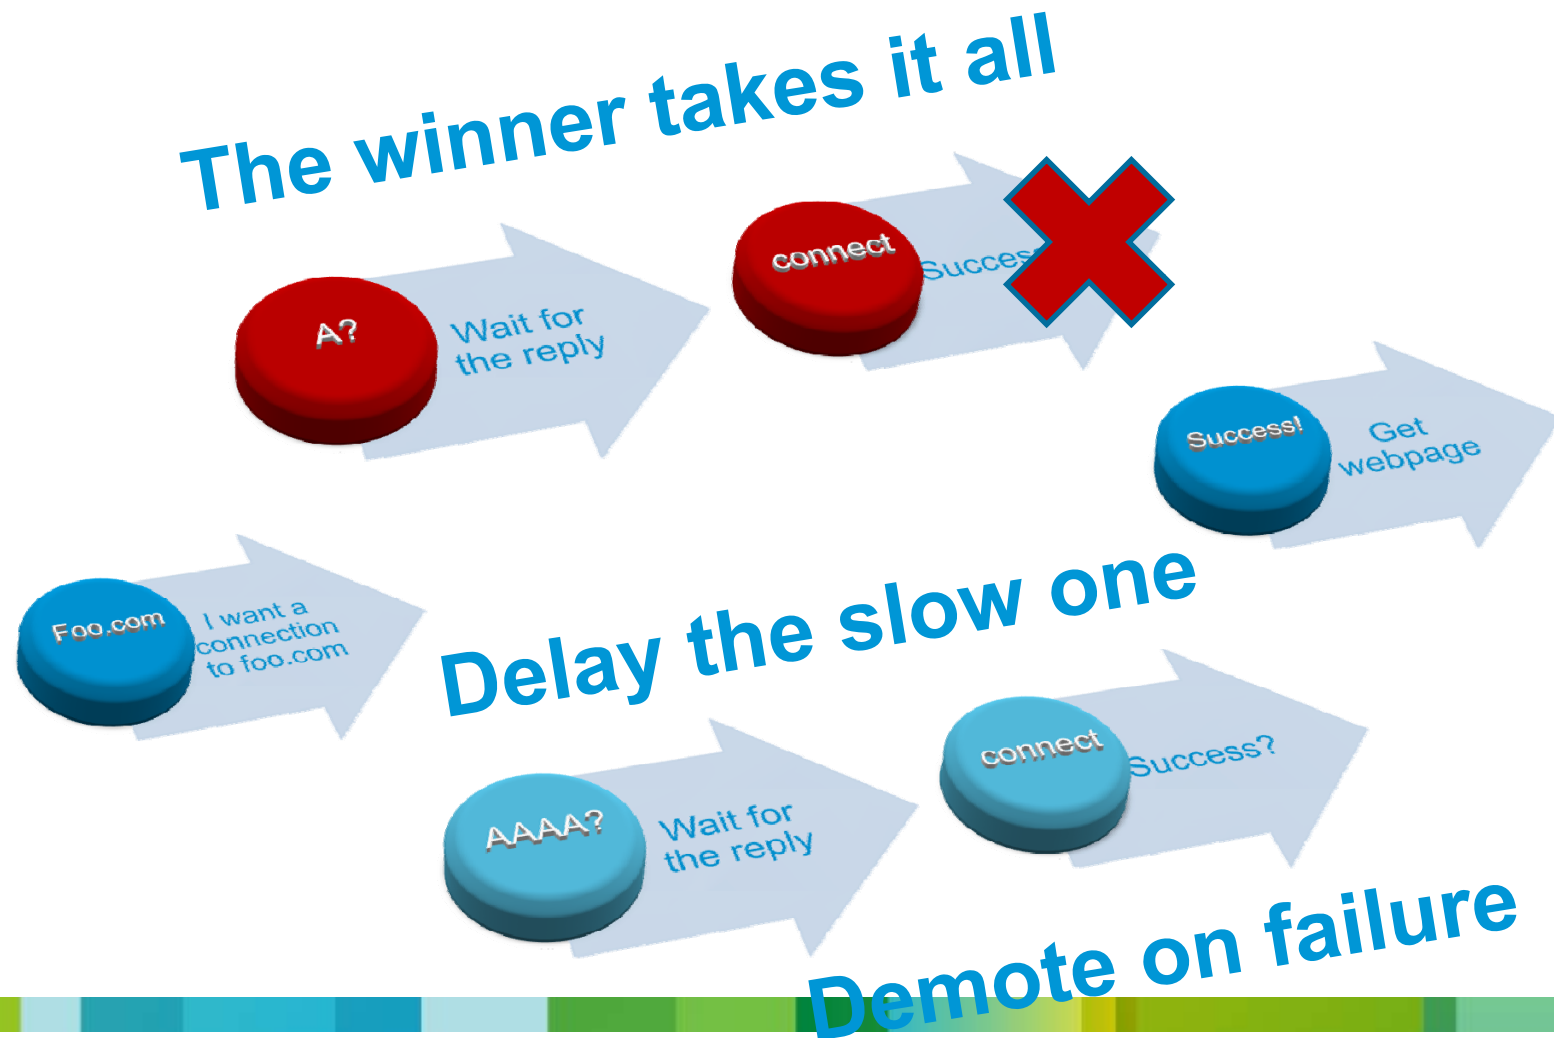 The winner takes it all
A?
Wait for
the reply
connect
Succes
Success!
Get
webpage
Foo.com
I want a
connection
to foo.com
Delay the slow one
AAAA?
Wait for
the reply
connect
Success?
Demote on failure